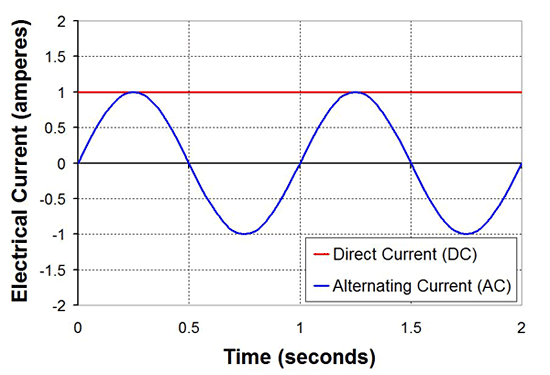 Electrical Current (amperes)
2
1.5
1
0.5
0
-0.5
-1
-1.5
-2
Direct Current (DC)
Alternating Current (AC)
0 0.5 1 1.5 2
Time (seconds)